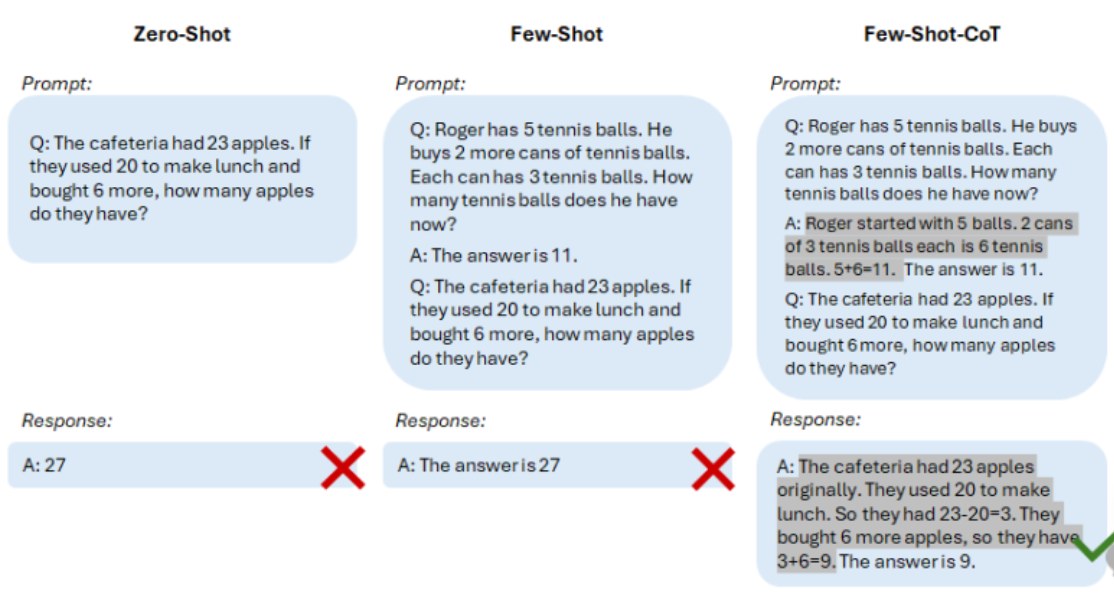 Zero-Shot
Prompt:
Q: The cafeteria had 23 apples. If
they used 20 to make lunch and
bought 6 more, how many apples
do they have?
Response:
A: 27
Few-Shot
Prompt:
Q: Roger has 5 tennis balls. He
buys 2 more cans of tennis balls.
Each can has 3 tennis balls. How
many tennis balls does he have
now?
A: The answer is 11.
Q: The cafeteria had 23 apples. If
they used 20 to make lunch and
bought 6 more, how many apples
do they have?
Response:
A: The answer is 27
Few-Shot-CoT
Prompt:
Q: Roger has 5 tennis balls. He buys
2 more cans of tennis balls. Each
can has 3 tennis balls. How many
tennis balls does he have now?
A: Roger started with 5 balls. 2 cans
of 3 tennis balls each is 6 tennis
balls. 5+6=11. The answer is 11.
Q: The cafeteria had 23 apples. If
they used 20 to make lunch and
bought 6 more, how many apples
do they have?
Response:
A: The cafeteria had 23 apples
originally. They used 20 to make
lunch. So they had 23-20=3. They
bought 6 more apples, so they have
3+6=9. The answer is 9.